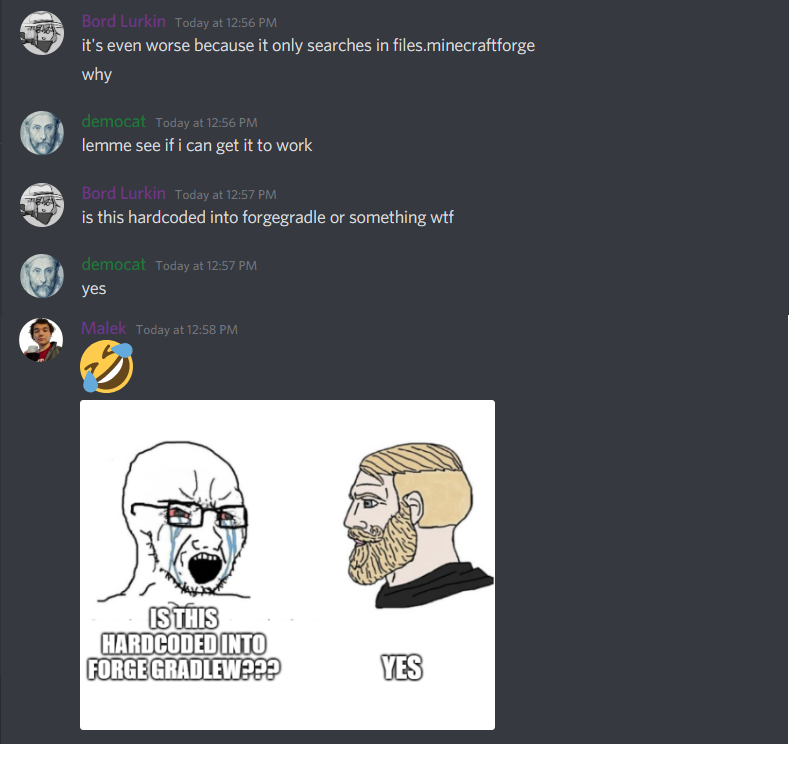 Bord Lurkin Today at 12:56 PM
it's even worse because it only searches in files.minecraftforge
why
democat Today at 12:56 PM
lemme see if i can get it to work
Bord Lurkin Today at 12:57 PM
is this hardcoded into forgegradle or something wtf
democat Today at 12:57 PM
yes
Malek Today at 12:58 PM
IS THIS
HARDCODED INTO
FORGE GRADLEW???
YES